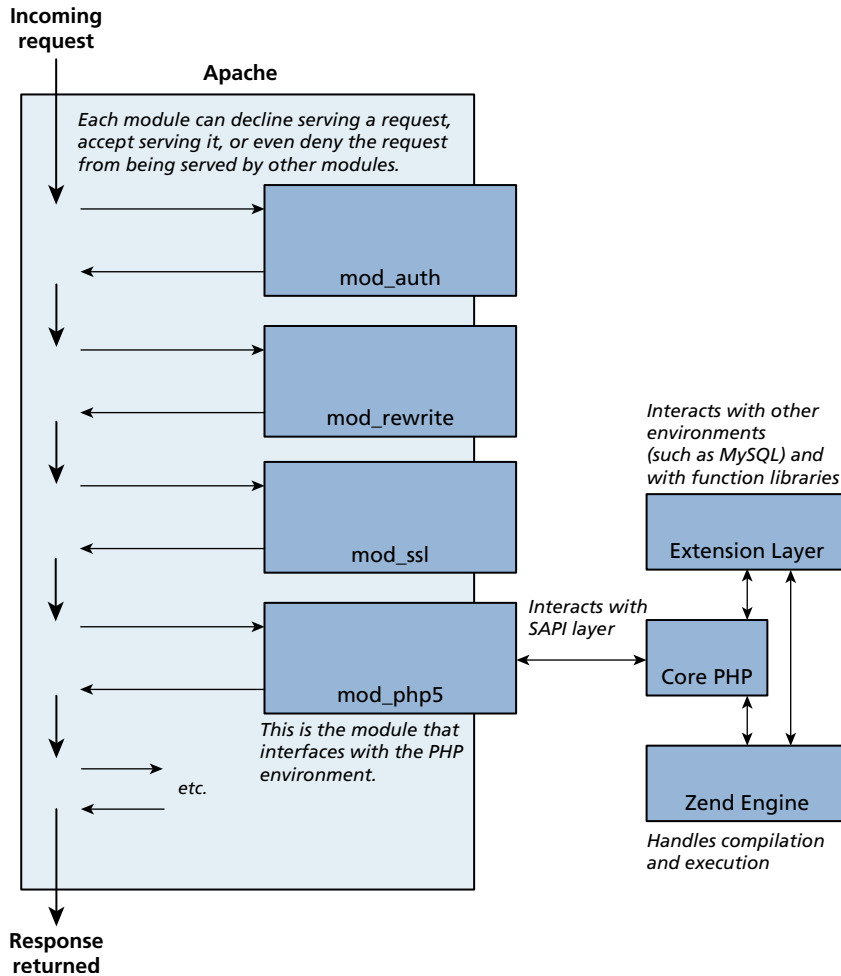 Incoming
request
Apache
Each module can decline serving a request,
accept serving it, or even deny the request
from being served by other modules.
mod_auth
mod_rewrite
Interacts with other
environments
(such as MySQL) and
with function libraries
mod_ssl
Extension Layer
Interacts with
SAPI layer
Core PHP
mod_php5
This is the module that
interfaces with the PHP
environment.
etc.
Zend Engine
Handles compilation
and execution
Response
returned